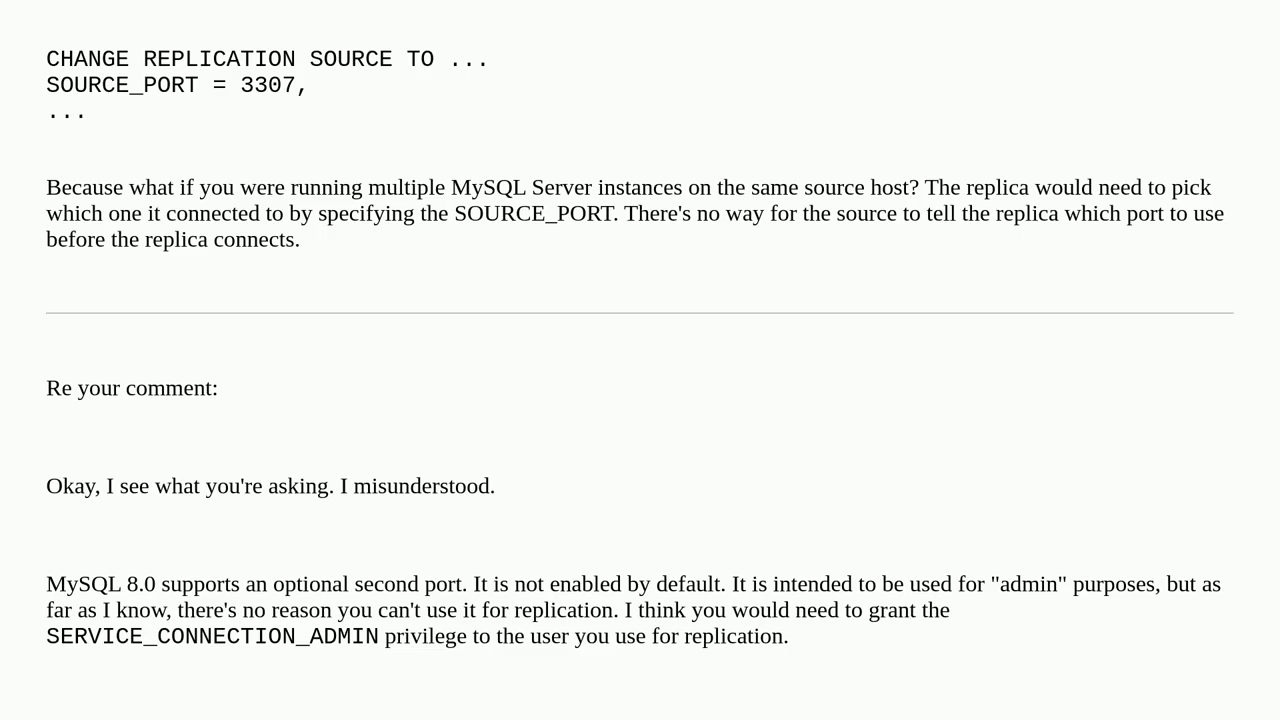 CHANGE REPLICATION SOURCE TO ...
SOURCE_PORT = 3307,
...
Because what if you were running multiple MySQL Server instances on the same source host? The replica would need to pick
which one it connected to by specifying the SOURCE_PORT. There's no way for the source to tell the replica which port to use
before the replica connects.
Re your comment:
Okay, I see what you're asking. I misunderstood.
MySQL 8.0 supports an optional second port. It is not enabled by default. It is intended to be used for "admin" purposes, but as
far as I know, there's no reason you can't use it for replication. I think you would need to grant the
SERVICE_CONNECTION_ADMIN privilege to the user you use for replication.